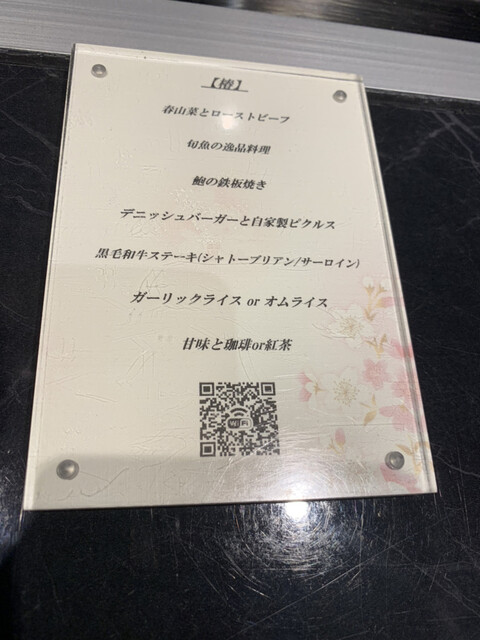 【椿】
春山菜とローストビーフ
旬魚の逸品料理
鮑の鉄板焼き
デニッシュバーガーと自家製ピクルス
黒毛和牛ステーキ(シャトーブリアン/サーロイン)
ガーリックライス or オムライス
甘味と珈琲or紅茶
WiFi